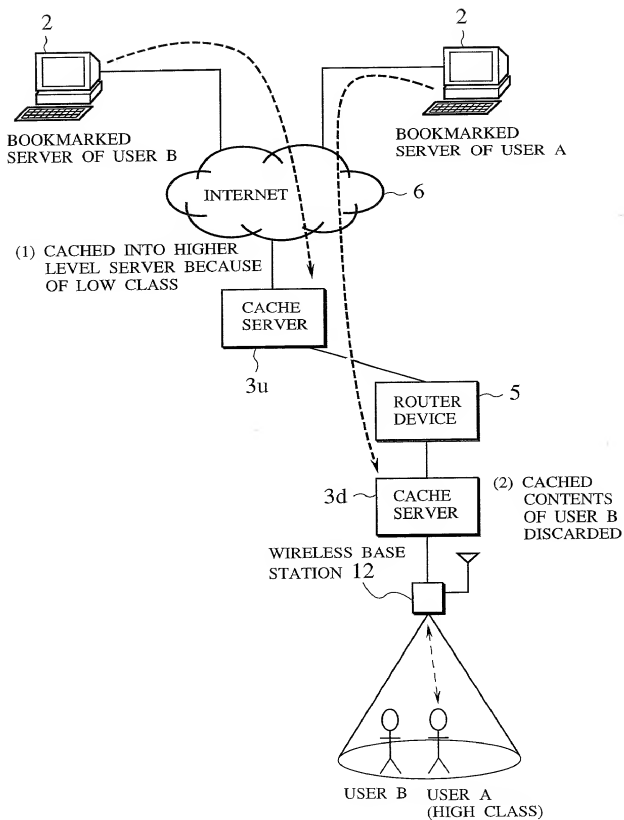 2
2
BOOKMARKED
SERVER OF USER B
BOOKMARKED
SERVER OF USER A
INTERNET
6
(1) CACHED INTO HIGHER
LEVEL SERVER BECAUSE
OF LOW CLASS
CACHE
SERVER
3u
ROUTER
DEVICE
5
3d
CACHE
SERVER
(2) CACHED
CONTENTS
OF USER B
DISCARDED
WIRELESS BASE
STATION 12
USER B
USER A
(HIGH CLASS)